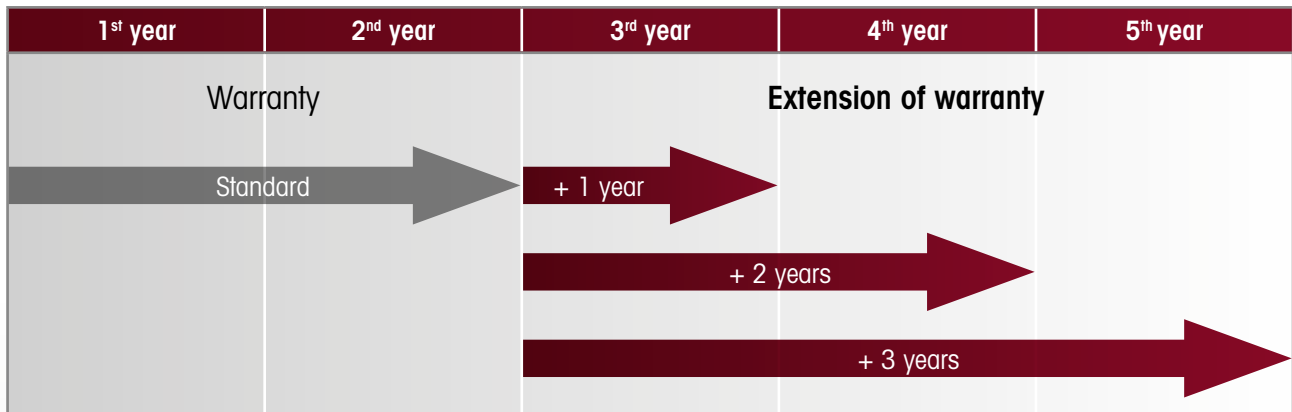 1st year 2nd year 3rd year 4th year 5th year
Warranty Extension of warranty
Standard + 1 year
+ 2 years
+ 3 years